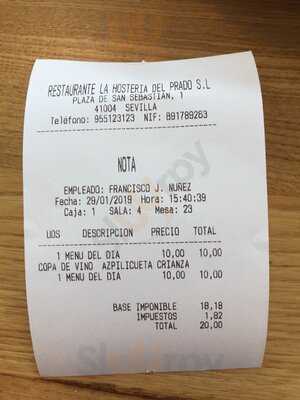 RESTAURANTE LA HOSTERIA DEL PRADO S.L
PLAZA DE SAN SEBASTIAN, 1
41004 SEVILLA
Teléfono: 955123123 NIF: B91789263
NOTA
EMPLEADO: FRANCISCO J. NUÑEZ
Fecha: 29/01/2019 Hora: 15:40:39
Caja: 1 SALA: 4 Mesa: 23
UDS DESCRIPCION PRECIO TOTAL
1 MENU DEL DIA 10,00 10,00
COPA DE VINO AZPILICUETA CRIANZA
1 MENU DEL DIA 10,00 10,00
BASE IMPONIBLE 18,18
IMPUESTOS 1,82
TOTAL 20,00